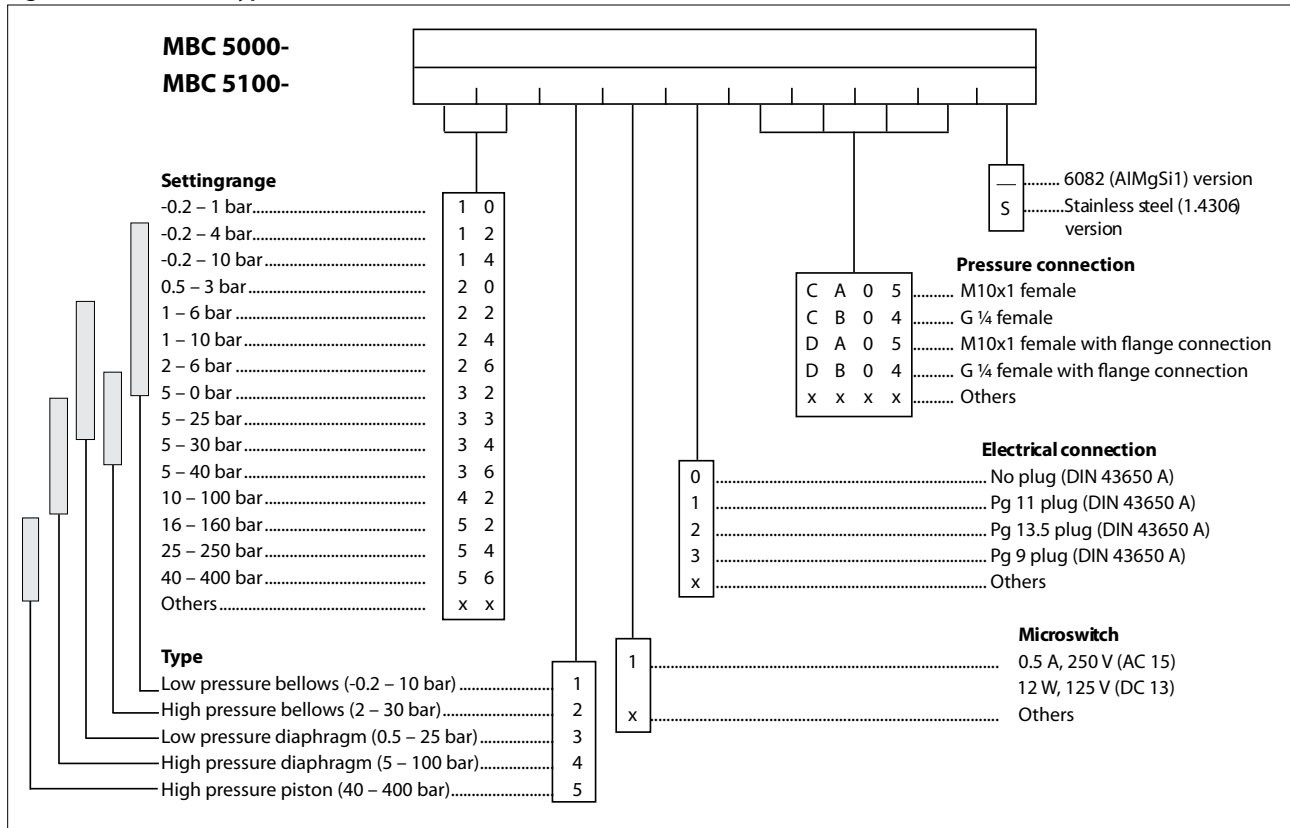 MBC 5000-
MBC 5100-
Settingrange
-0.2 – 1 bar 1 0
-0.2 – 4 bar 1 2
-0.2 – 10 bar 1 4
0.5 – 3 bar 2 0
1 – 6 bar 2 2
1 – 10 bar 2 4
2 – 6 bar 2 6
5 – 0 bar 3 2
5 – 25 bar 3 3
5 – 30 bar 3 4
5 – 40 bar 3 6
10 – 100 bar 4 2
16 – 160 bar 5 2
25 – 250 bar 5 4
40 – 400 bar 5 6
Others x x
Type
Low pressure bellows (-0.2 – 10 bar) 1
High pressure bellows (2 – 30 bar) 2
Low pressure diaphragm (0.5 – 25 bar) 3
High pressure diaphragm (5 – 100 bar) 4
High pressure piston (40 – 400 bar) 5
— 6082 (AlMgSi1) version
S Stainless steel (1.4306) version
Pressure connection
C A 0 5 M10x1 female
C B 0 4 G ¼ female
D A 0 5 M10x1 female with flange connection
D B 0 4 G ¼ female with flange connection
x x x x Others
Electrical connection
0 No plug (DIN 43650 A)
1 Pg 11 plug (DIN 43650 A)
2 Pg 13.5 plug (DIN 43650 A)
3 Pg 9 plug (DIN 43650 A)
x Others
Microswitch
1 0.5 A, 250 V (AC 15)
12 W, 125 V (DC 13)
x Others